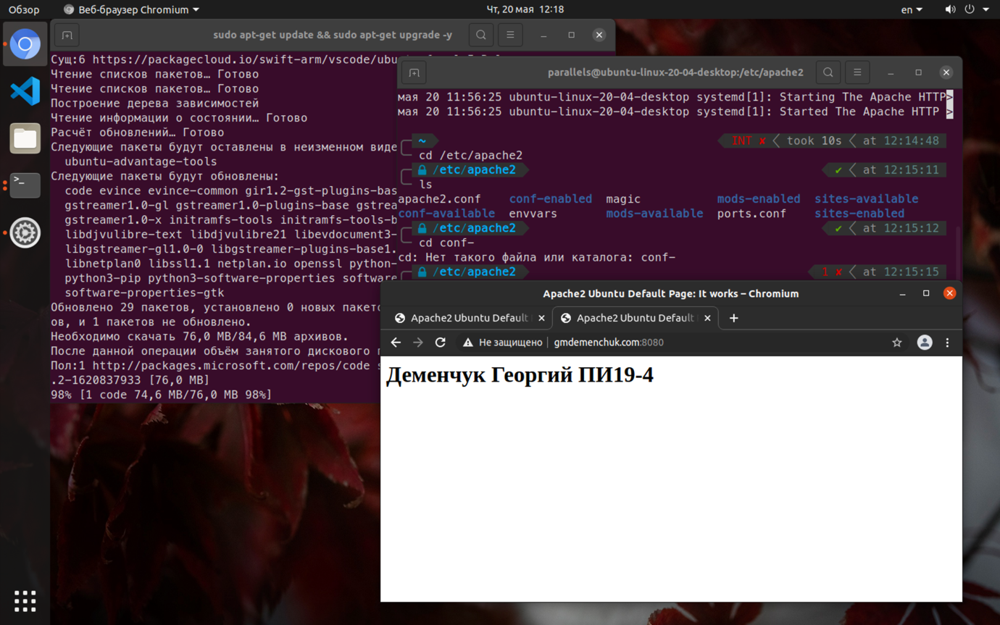 Обзор
Веб-браузер Chromium
Чт, 20 мая 12:18
en
sudo apt-get update && sudo apt-get upgrade -y
Сущ:6 https://packagecloud.io/swift-arm/vscode/ubu
Чтение списков пакетов… Готово
Чтение списков пакетов… Готово
Построение дерева зависимостей
Чтение информации о состоянии… Готово
Расчёт обновлений… Готово
Следующие пакеты будут оставлены в неизменном виде
ubuntu-advantage-tools
Следующие пакеты будут обновлены:
code evince evince-common gir1.2-gst-plugins-bas
gstreamer1.0-gl gstreamer1.0-plugins-base gstrea
gstreamer1.0-x initramfs-tools initramfs-tools-b
libdjvulibre-text libdjvulibre21 libevdocument3-
libgstreamer-gl1.0-0 libgstreamer-plugins-base1.
libnetplan0 libssl1.1 netplan.io openssl python-
python3-pip python3-software-properties software
software-properties-gtk
Обновлено 29 пакетов, установлено 0 новых пакето
ов, и 1 пакетов не обновлено.
Необходимо скачать 76,0 MB/84,6 MB архивов.
После данной операции объём занятого дискового
Пол:1 http://packages.microsoft.com/repos/code s
.2-1620837933 [76,0 MB]
98% [1 code 74,6 MB/76,0 MB 98%]
parallels@ubuntu-linux-20-04-desktop:/etc/apache2
мая 20 11:56:25 ubuntu-linux-20-04-desktop systemd[1]: Starting The Apache HTTP>
мая 20 11:56:25 ubuntu-linux-20-04-desktop systemd[1]: Started The Apache HTTP >
~ INT ✘ took 10s at 12:14:48
cd /etc/apache2
/etc/apache2 ✔ at 12:15:11
ls
apache2.conf conf-enabled magic mods-enabled sites-available
conf-available envvars mods-available ports.conf sites-enabled
/etc/apache2 ✔ at 12:15:12
cd conf-
cd: Нет такого файла или каталога: conf-
/etc/apache2 1 ✘ at 12:15:15
Apache2 Ubuntu Default Page: It works – Chromium
Apache2 Ubuntu Default
Apache2 Ubuntu Default
Не защищено gmdemenchuk.com:8080
Деменчук Георгий ПИ19-4